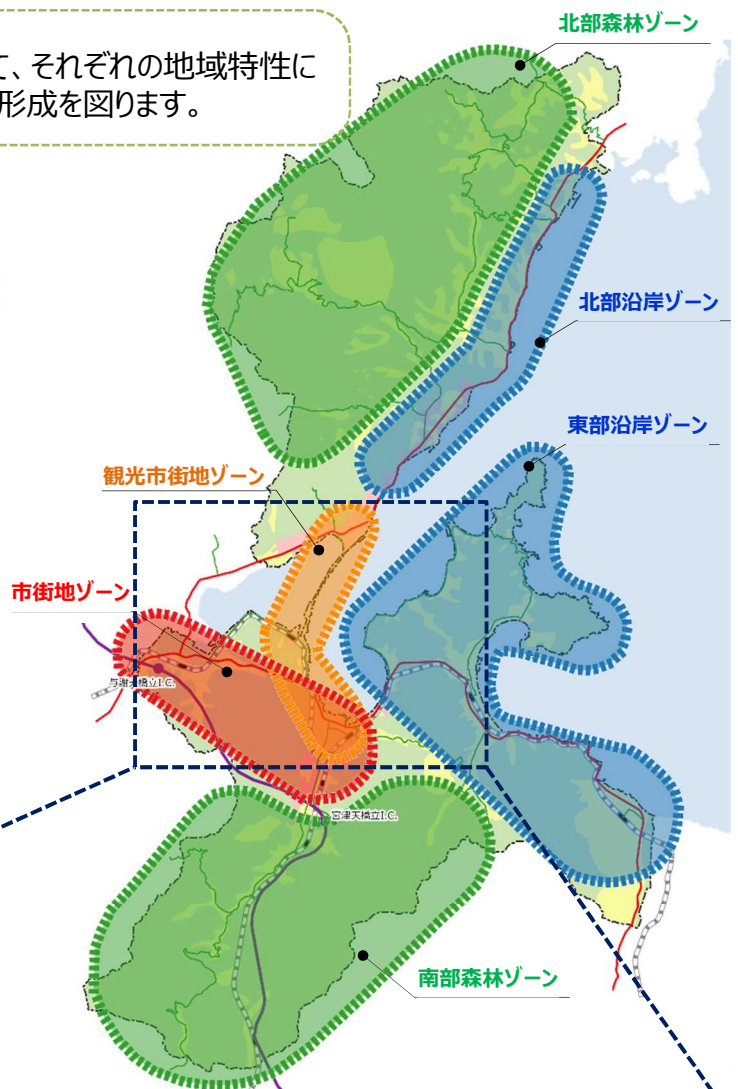 て、それぞれの地域特性に
形成を図ります。
北部森林ゾーン
北部沿岸ゾーン
東部沿岸ゾーン
観光市街地ゾーン
市街地ゾーン
与謝天橋立I.C.
宮津天橋立I.C.
南部森林ゾーン